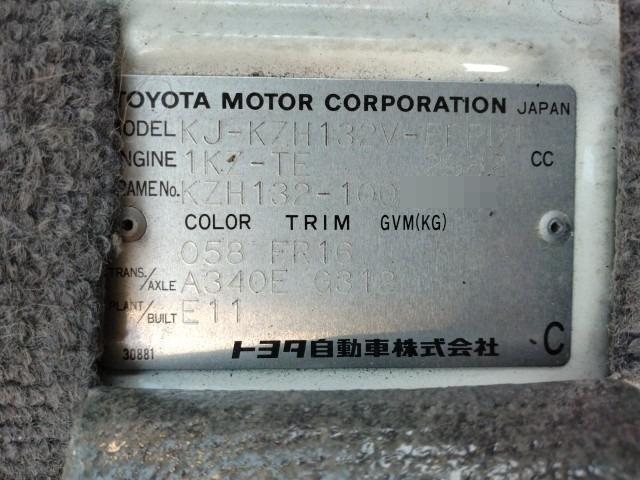 TOYOTA MOTOR CORPORATION JAPAN
MODEL KJ-KZH132V-
ENGINE 1KZ-TE 2982 CC
FRAME No. KZH132-100
COLOR TRIM GVM(KG)
058 FR16
TRANS./AXLE A340E G312
PLANT/BUILT E11
30881 トヨタ自動車株式会社 C